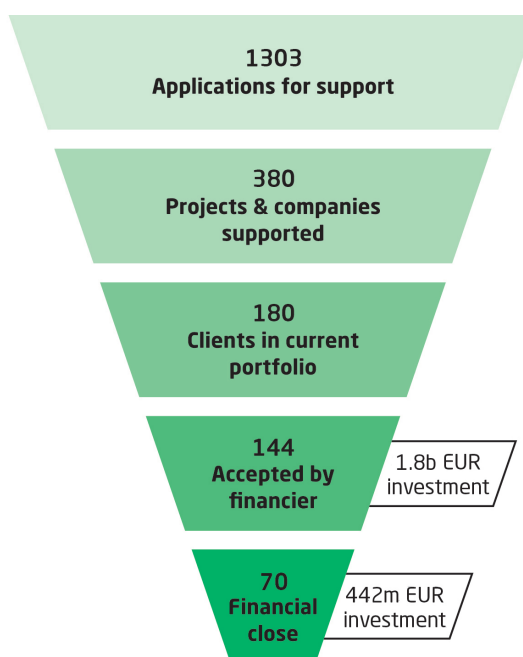 1303
Applications for support
380
Projects & companies
supported
180
Clients in current
portfolio
144
Accepted by
financier
1.8b EUR
investment
70
Financial
close
442m EUR
investment